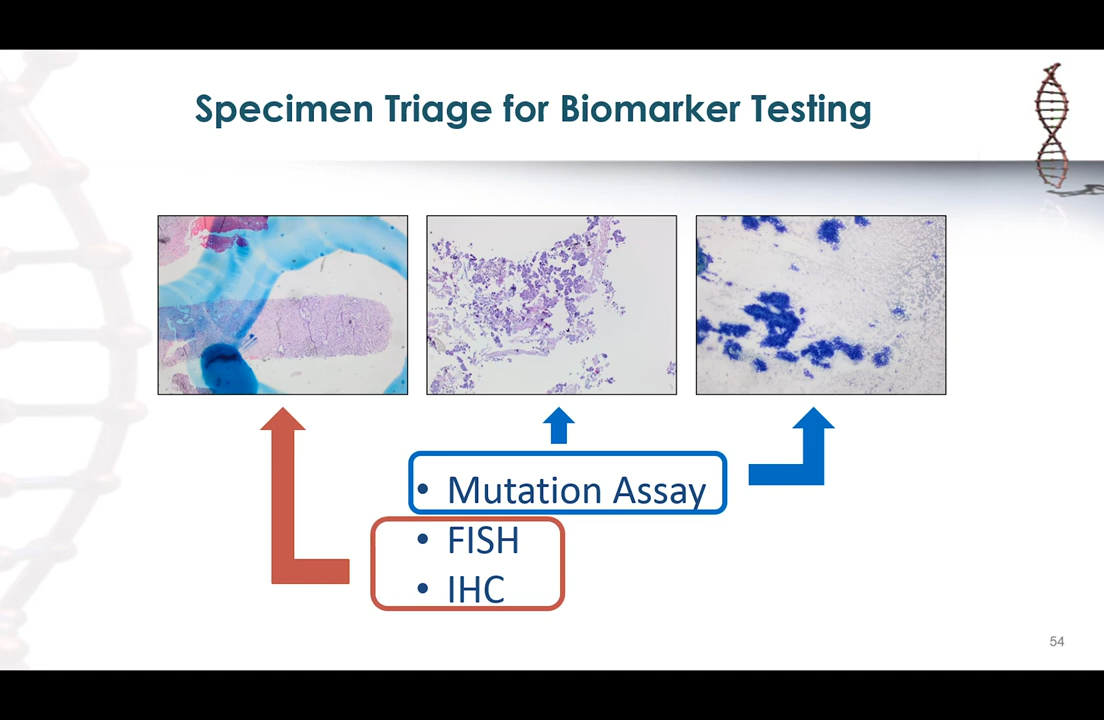 Specimen Triage for Biomarker Testing
• Mutation Assay
• FISH
• IHC
54